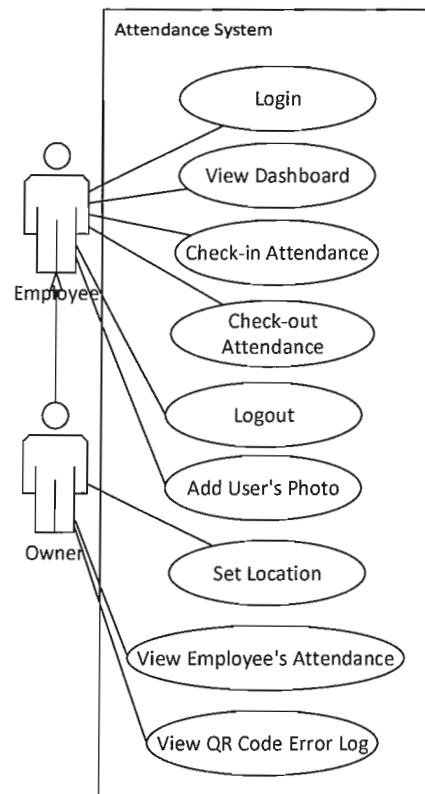 Attendance System
Login
View Dashboard
Check-in Attendance
Employee
Check-out
Attendance
Logout
Add User's Photo
Owner
Set Location
View Employee's Attendance
View QR Code Error Log